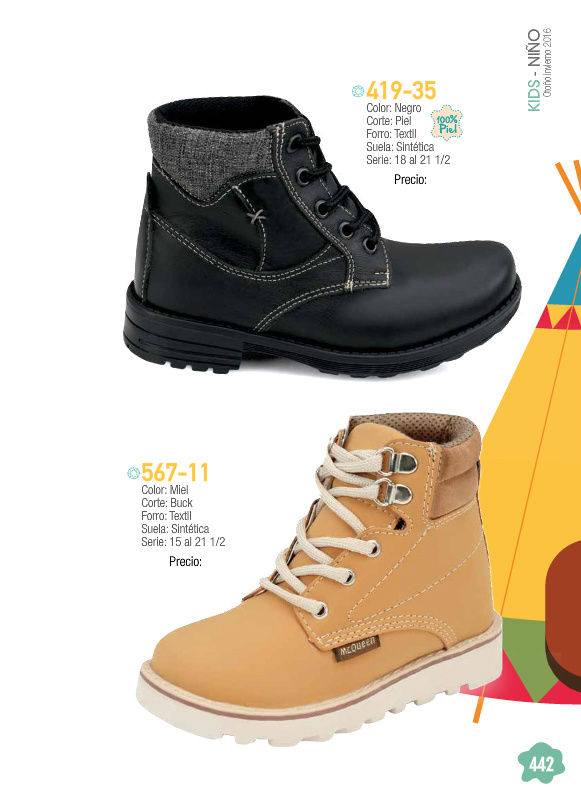 KIDS - NIÑO
Otoño Invierno 2016
419-35
Color: Negro
Corte: Piel
Forro: Textil
Suela: Sintética
Serie: 18 al 21 1/2
100%
Piel
Precio:
567-11
Color: Miel
Corte: Buck
Forro: Textil
Suela: Sintética
Serie: 15 al 21 1/2
Precio:
McQueen
442